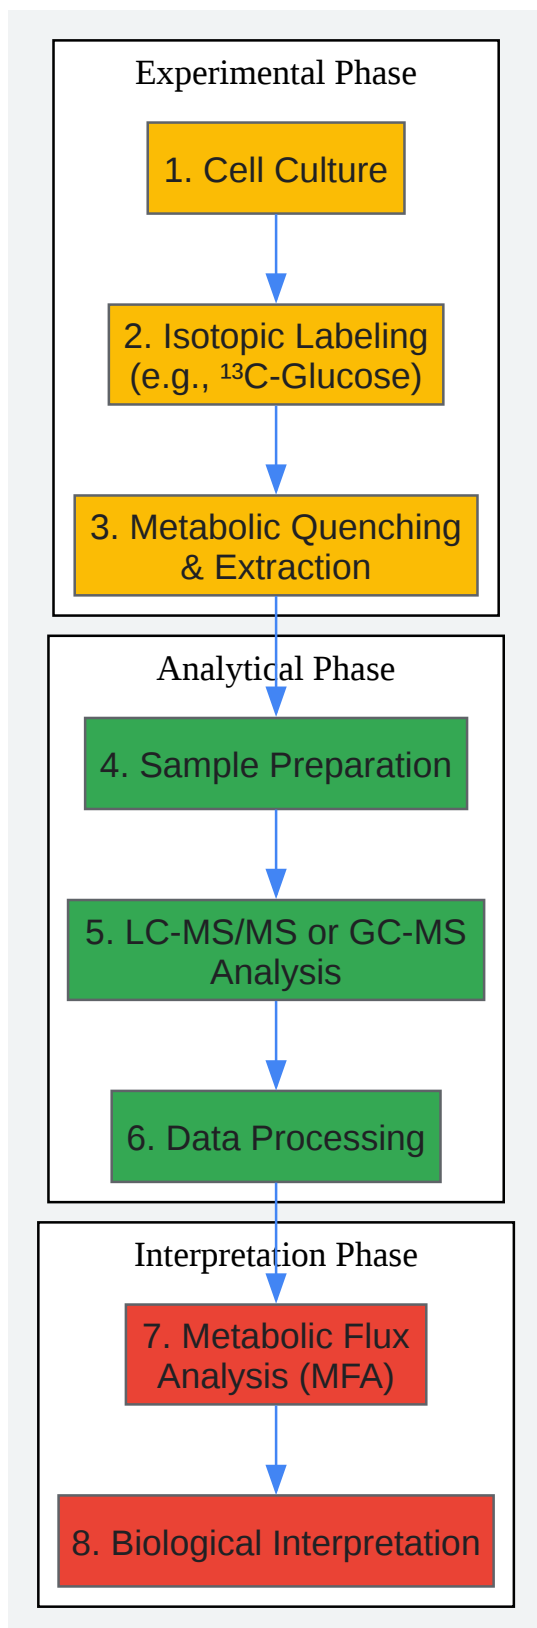 Experimental Phase
1. Cell Culture
2. Isotopic Labeling
(e.g., ¹³C-Glucose)
3. Metabolic Quenching
& Extraction
Analytical Phase
4. Sample Preparation
5. LC-MS/MS or GC-MS
Analysis
6. Data Processing
Interpretation Phase
7. Metabolic Flux
Analysis (MFA)
8. Biological Interpretation